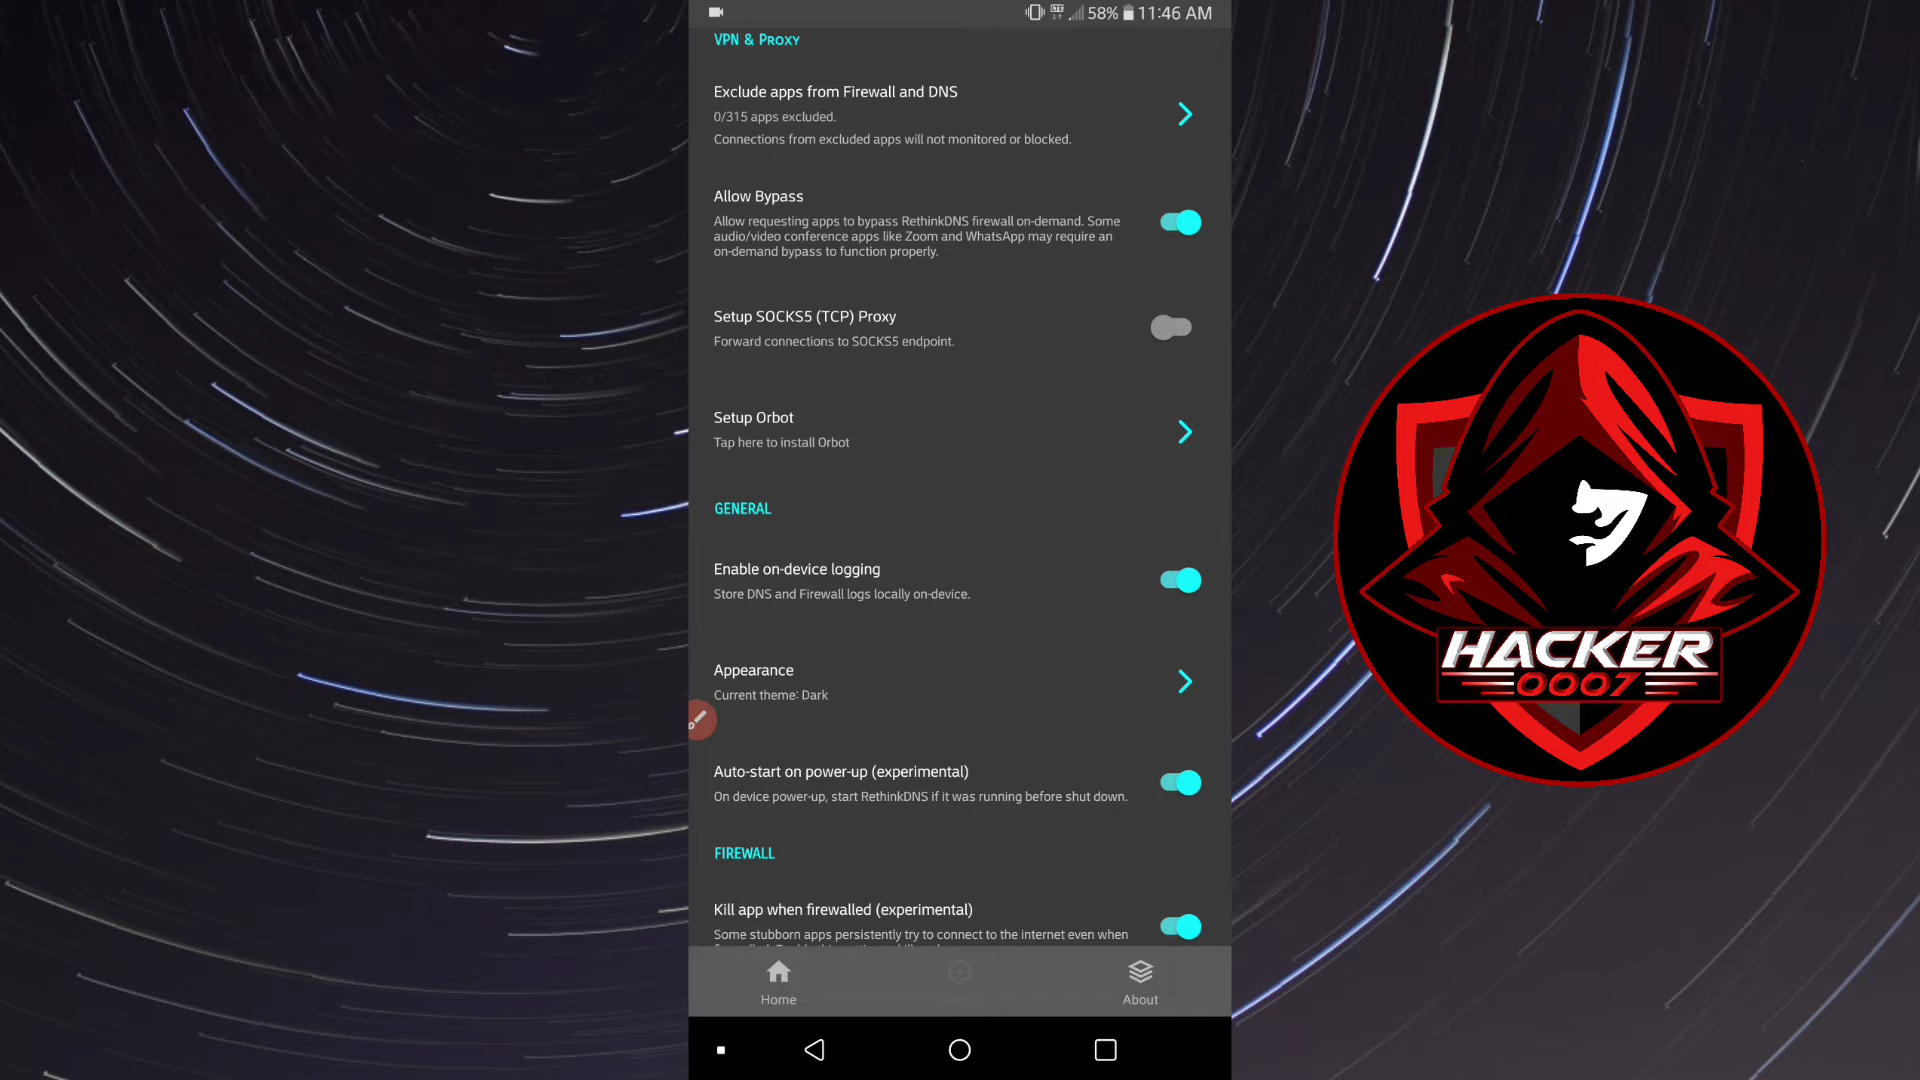 58% 11:46 AM
VPN & Proxy
Exclude apps from Firewall and DNS
0/315 apps excluded.
Connections from excluded apps will not monitored or blocked.
Allow Bypass
Allow requesting apps to bypass RethinkDNS firewall on-demand. Some
audio/video conference apps like Zoom and WhatsApp may require an
on-demand bypass to function properly.
Setup SOCKS5 (TCP) Proxy
Forward connections to SOCKS5 endpoint.
Setup Orbot
Tap here to install Orbot
GENERAL
Enable on-device logging
Store DNS and Firewall logs locally on-device.
Appearance
Current theme: Dark
Auto-start on power-up (experimental)
On device power-up, start RethinkDNS if it was running before shut down.
FIREWALL
Kill app when firewalled (experimental)
Some stubborn apps persistently try to connect to the internet even when
Home
About
HACKER
0007